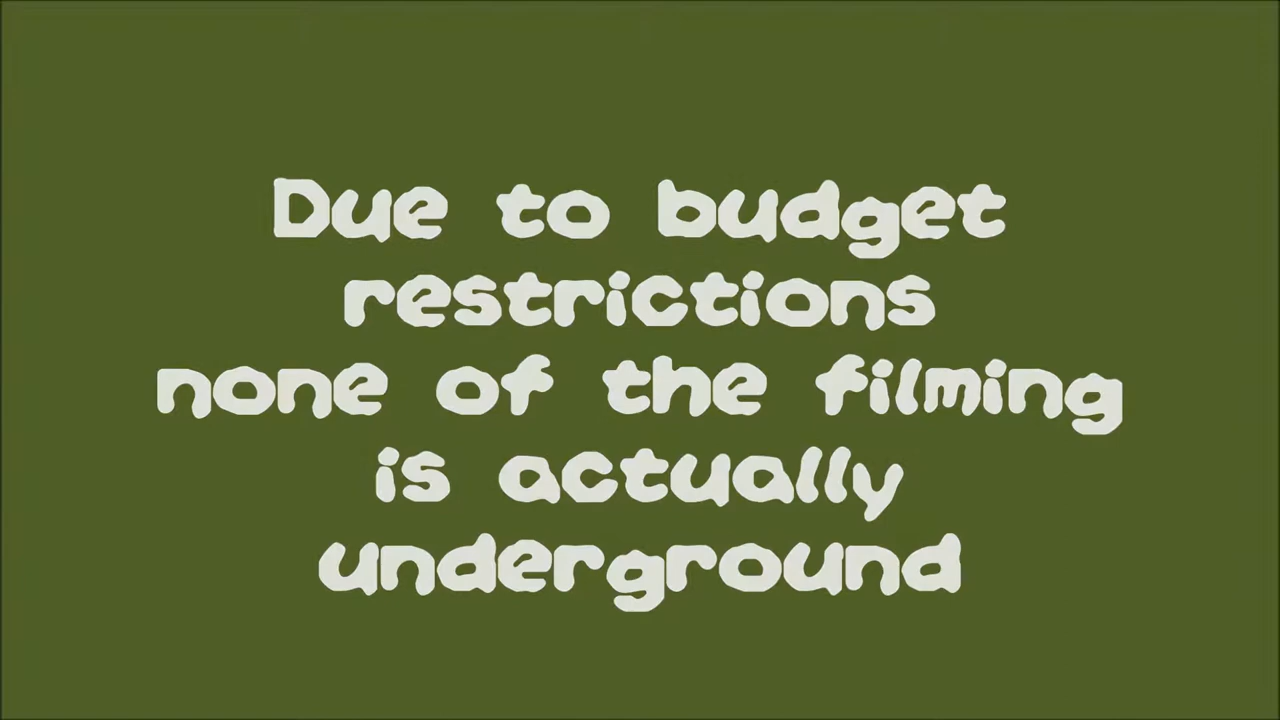 Due to budget
restrictions
none of the filming
is actually
underground